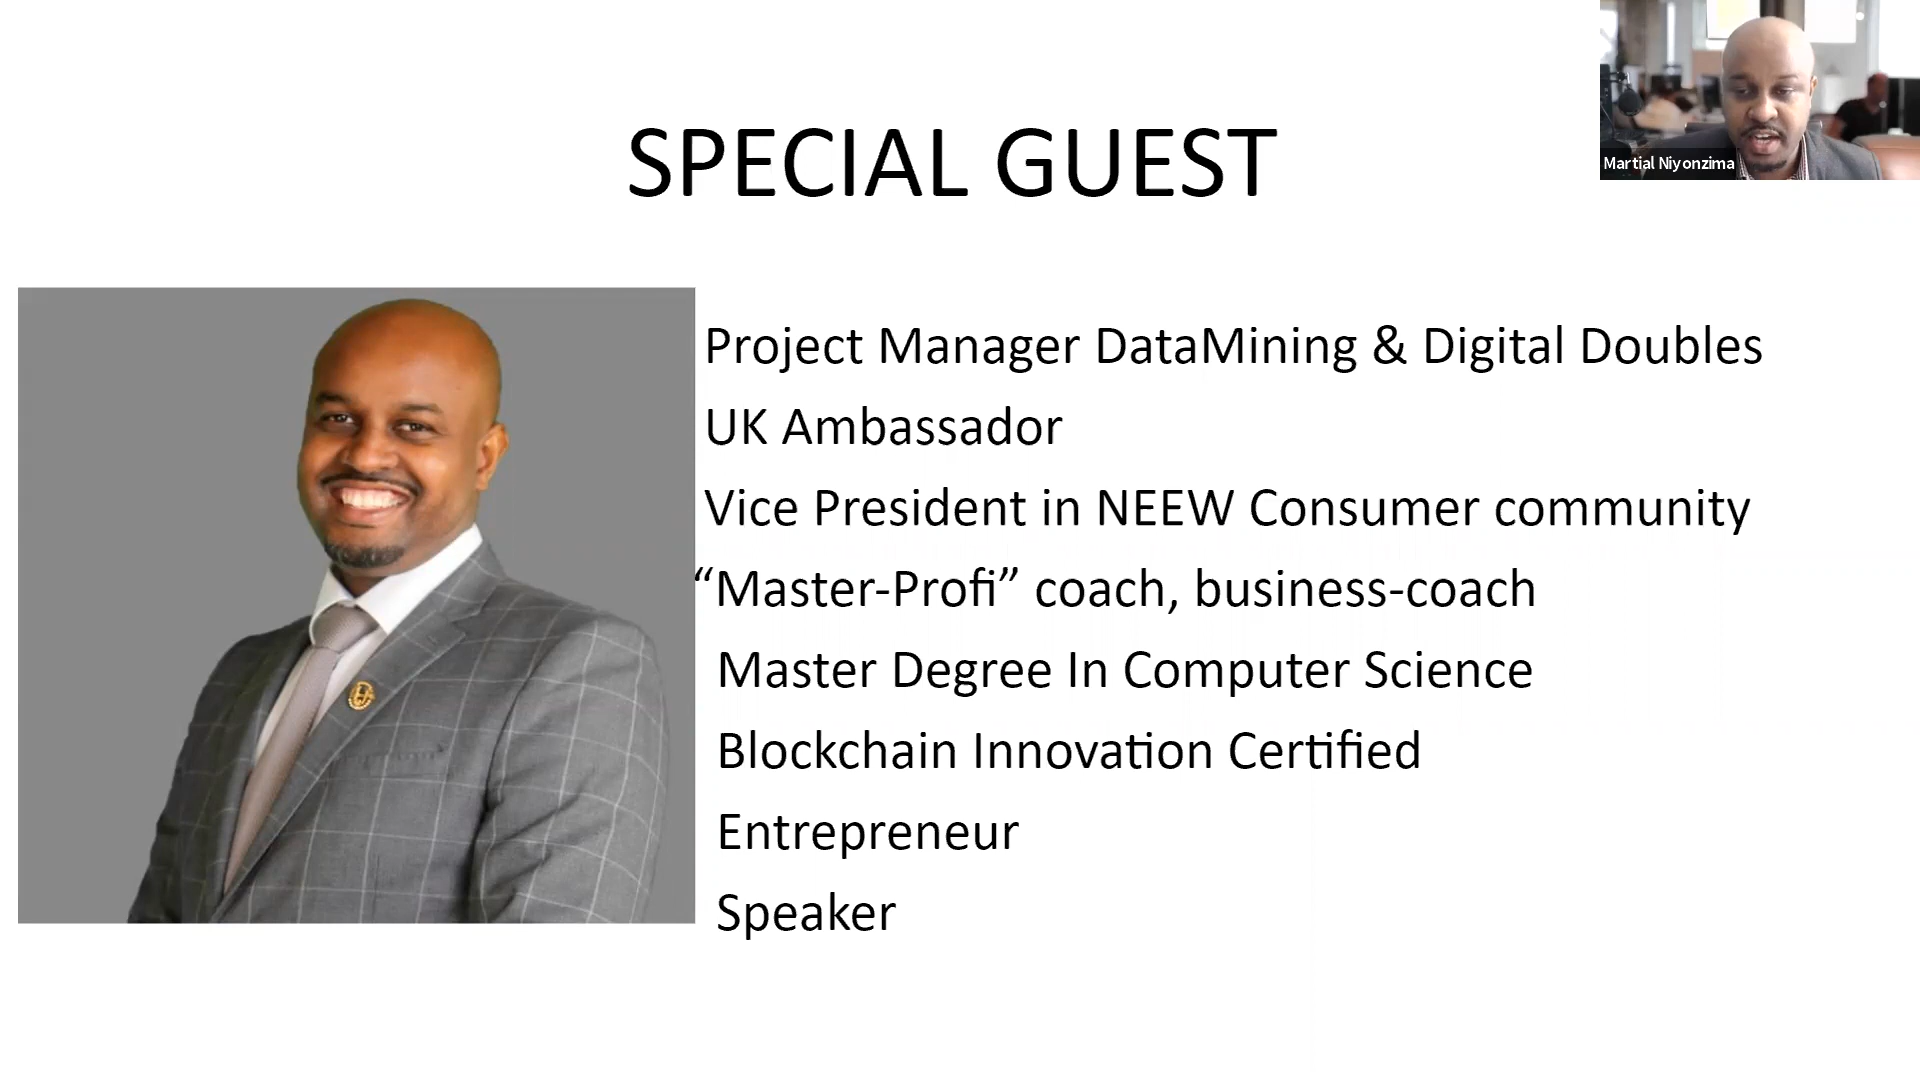 SPECIAL GUEST
Martial Niyonzima
Project Manager DataMining & Digital Doubles
UK Ambassador
Vice President in NEEW Consumer community
“Master-Profi” coach, business-coach
Master Degree In Computer Science
Blockchain Innovation Certified
Entrepreneur
Speaker